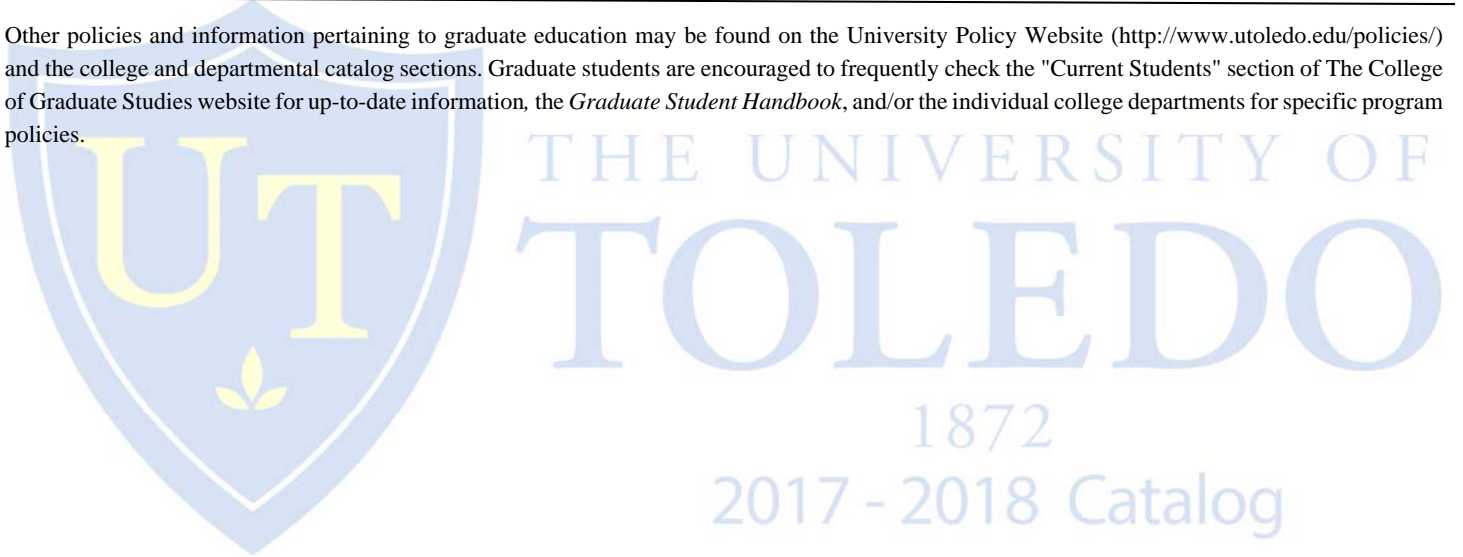 Other policies and information pertaining to graduate education may be found on the University Policy Website (http://www.utoledo.edu/policies/)
and the college and departmental catalog sections. Graduate students are encouraged to frequently check the "Current Students" section of The College
of Graduate Studies website for up-to-date information, the Graduate Student Handbook, and/or the individual college departments for specific program
policies.
UT
THE UNIVERSITY OF
TOLEDO
1872
2017 - 2018 Catalog